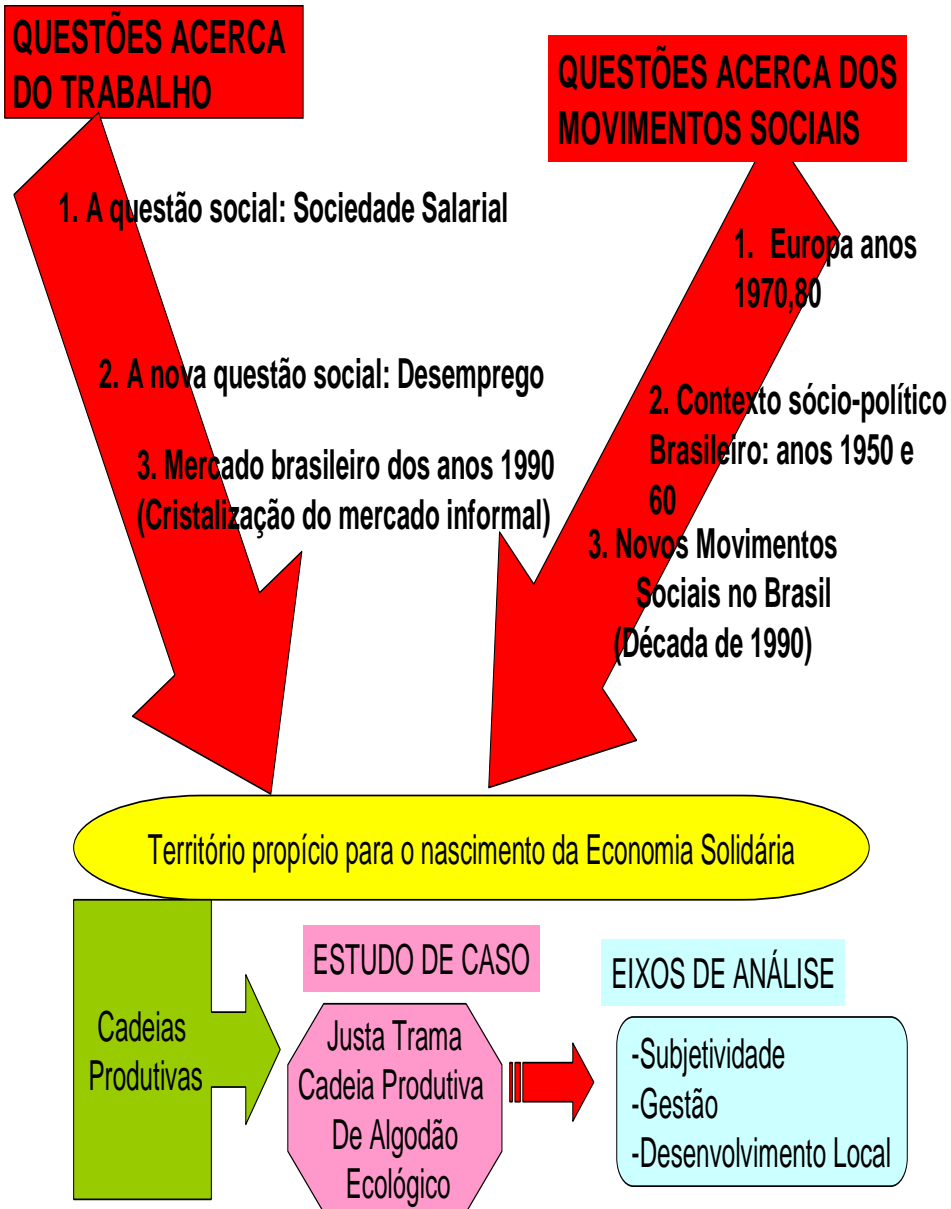 QUESTÕES ACERCA
DO TRABALHO
QUESTÕES ACERCA DOS
MOVIMENTOS SOCIAIS
1. A questão social: Sociedade Salarial
2. A nova questão social: Desemprego
3. Mercado brasileiro dos anos 1990
(Cristalização do mercado informal)
1. Europa anos
1970,80
2. Contexto sócio-político
Brasileiro: anos 1950 e
60
3. Novos Movimentos
Sociais no Brasil
(Década de 1990)
Território propício para o nascimento da Economia Solidária
Cadeias
Produtivas
ESTUDO DE CASO
Justa Trama
Cadeia Produtiva
De Algodão
Ecológico
EIXOS DE ANÁLISE
-Subjetividade
-Gestão
-Desenvolvimento Local